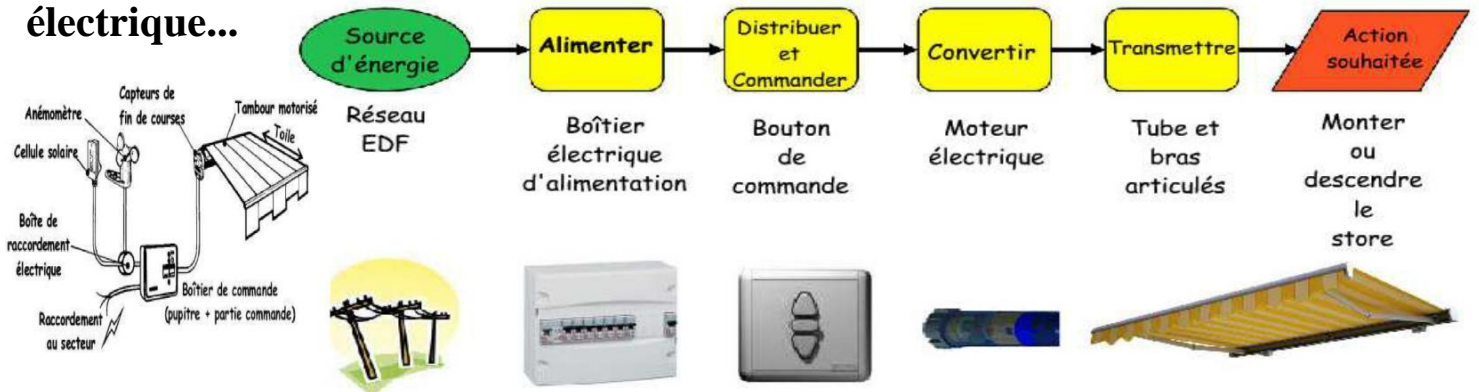 électrique...
Source
d'énergie
Alimenter
Distribuer
et
Commander
Convertir
Transmettre
Action
souhaitée
Réseau
EDF
Boîtier
électrique
d'alimentation
Bouton
de
commande
Moteur
électrique
Tube et
bras
articulés
Monter
ou
descendre
le
store
Capteurs de
fin de courses
Tambour motorisé
Anémomètre
Toile
Cellule solaire
Boîte de
raccordement
électrique
Boîtier de commande
(pupitre + partie commande)
Raccordement
au secteur